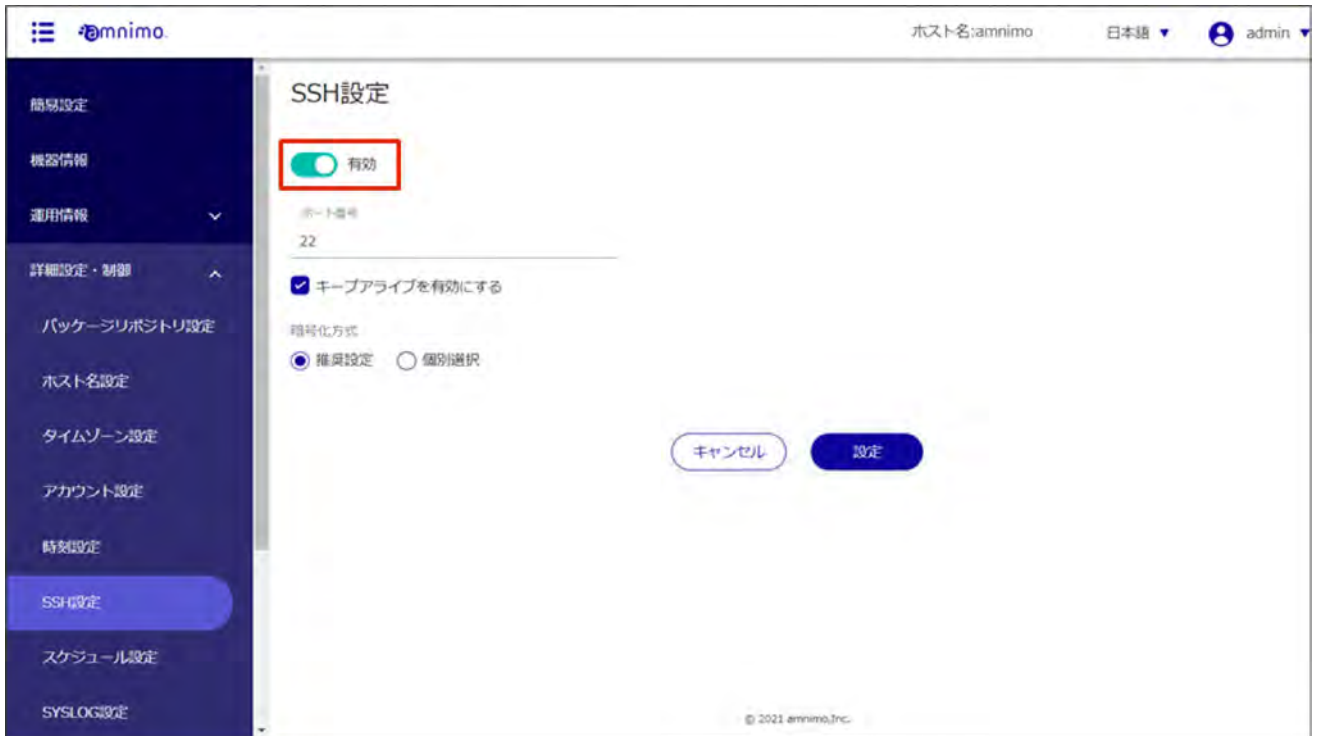 amnimo
ホスト名:amnimo
日本語
admin
簡易設定
機器情報
運用情報
詳細設定・制御
パッケージリポジトリ設定
ホスト名設定
タイムゾーン設定
アカウント設定
時刻設定
SSH設定
スケジュール設定
SYSLOG設定
SSH設定
有効
ポート番号
22
キープアライブを有効にする
暗号化方式
推奨設定 個別選択
キャンセル 設定
© 2021 amnimo,Inc.